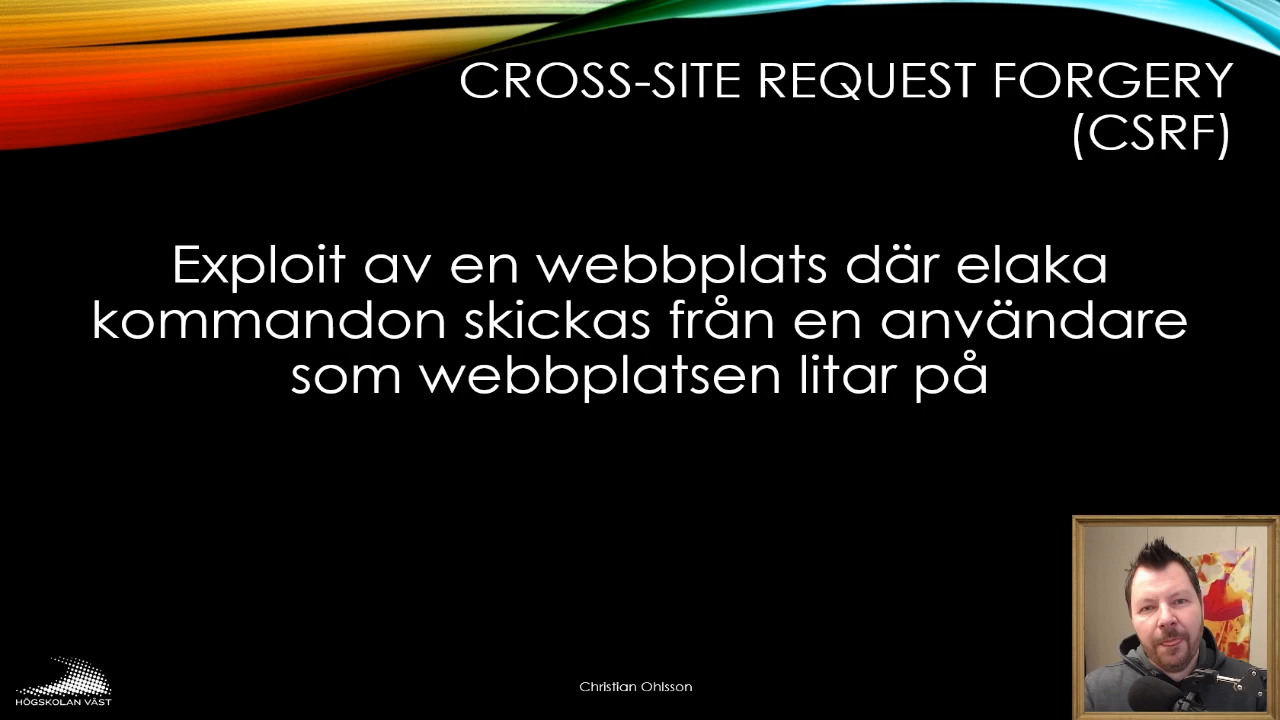 CROSS-SITE REQUEST FORGERY
(CSRF)
Exploit av en webbplats där elaka
kommandon skickas från en användare
som webbplatsen litar på
HÖGSKOLAN VÄST
Christian Ohlsson